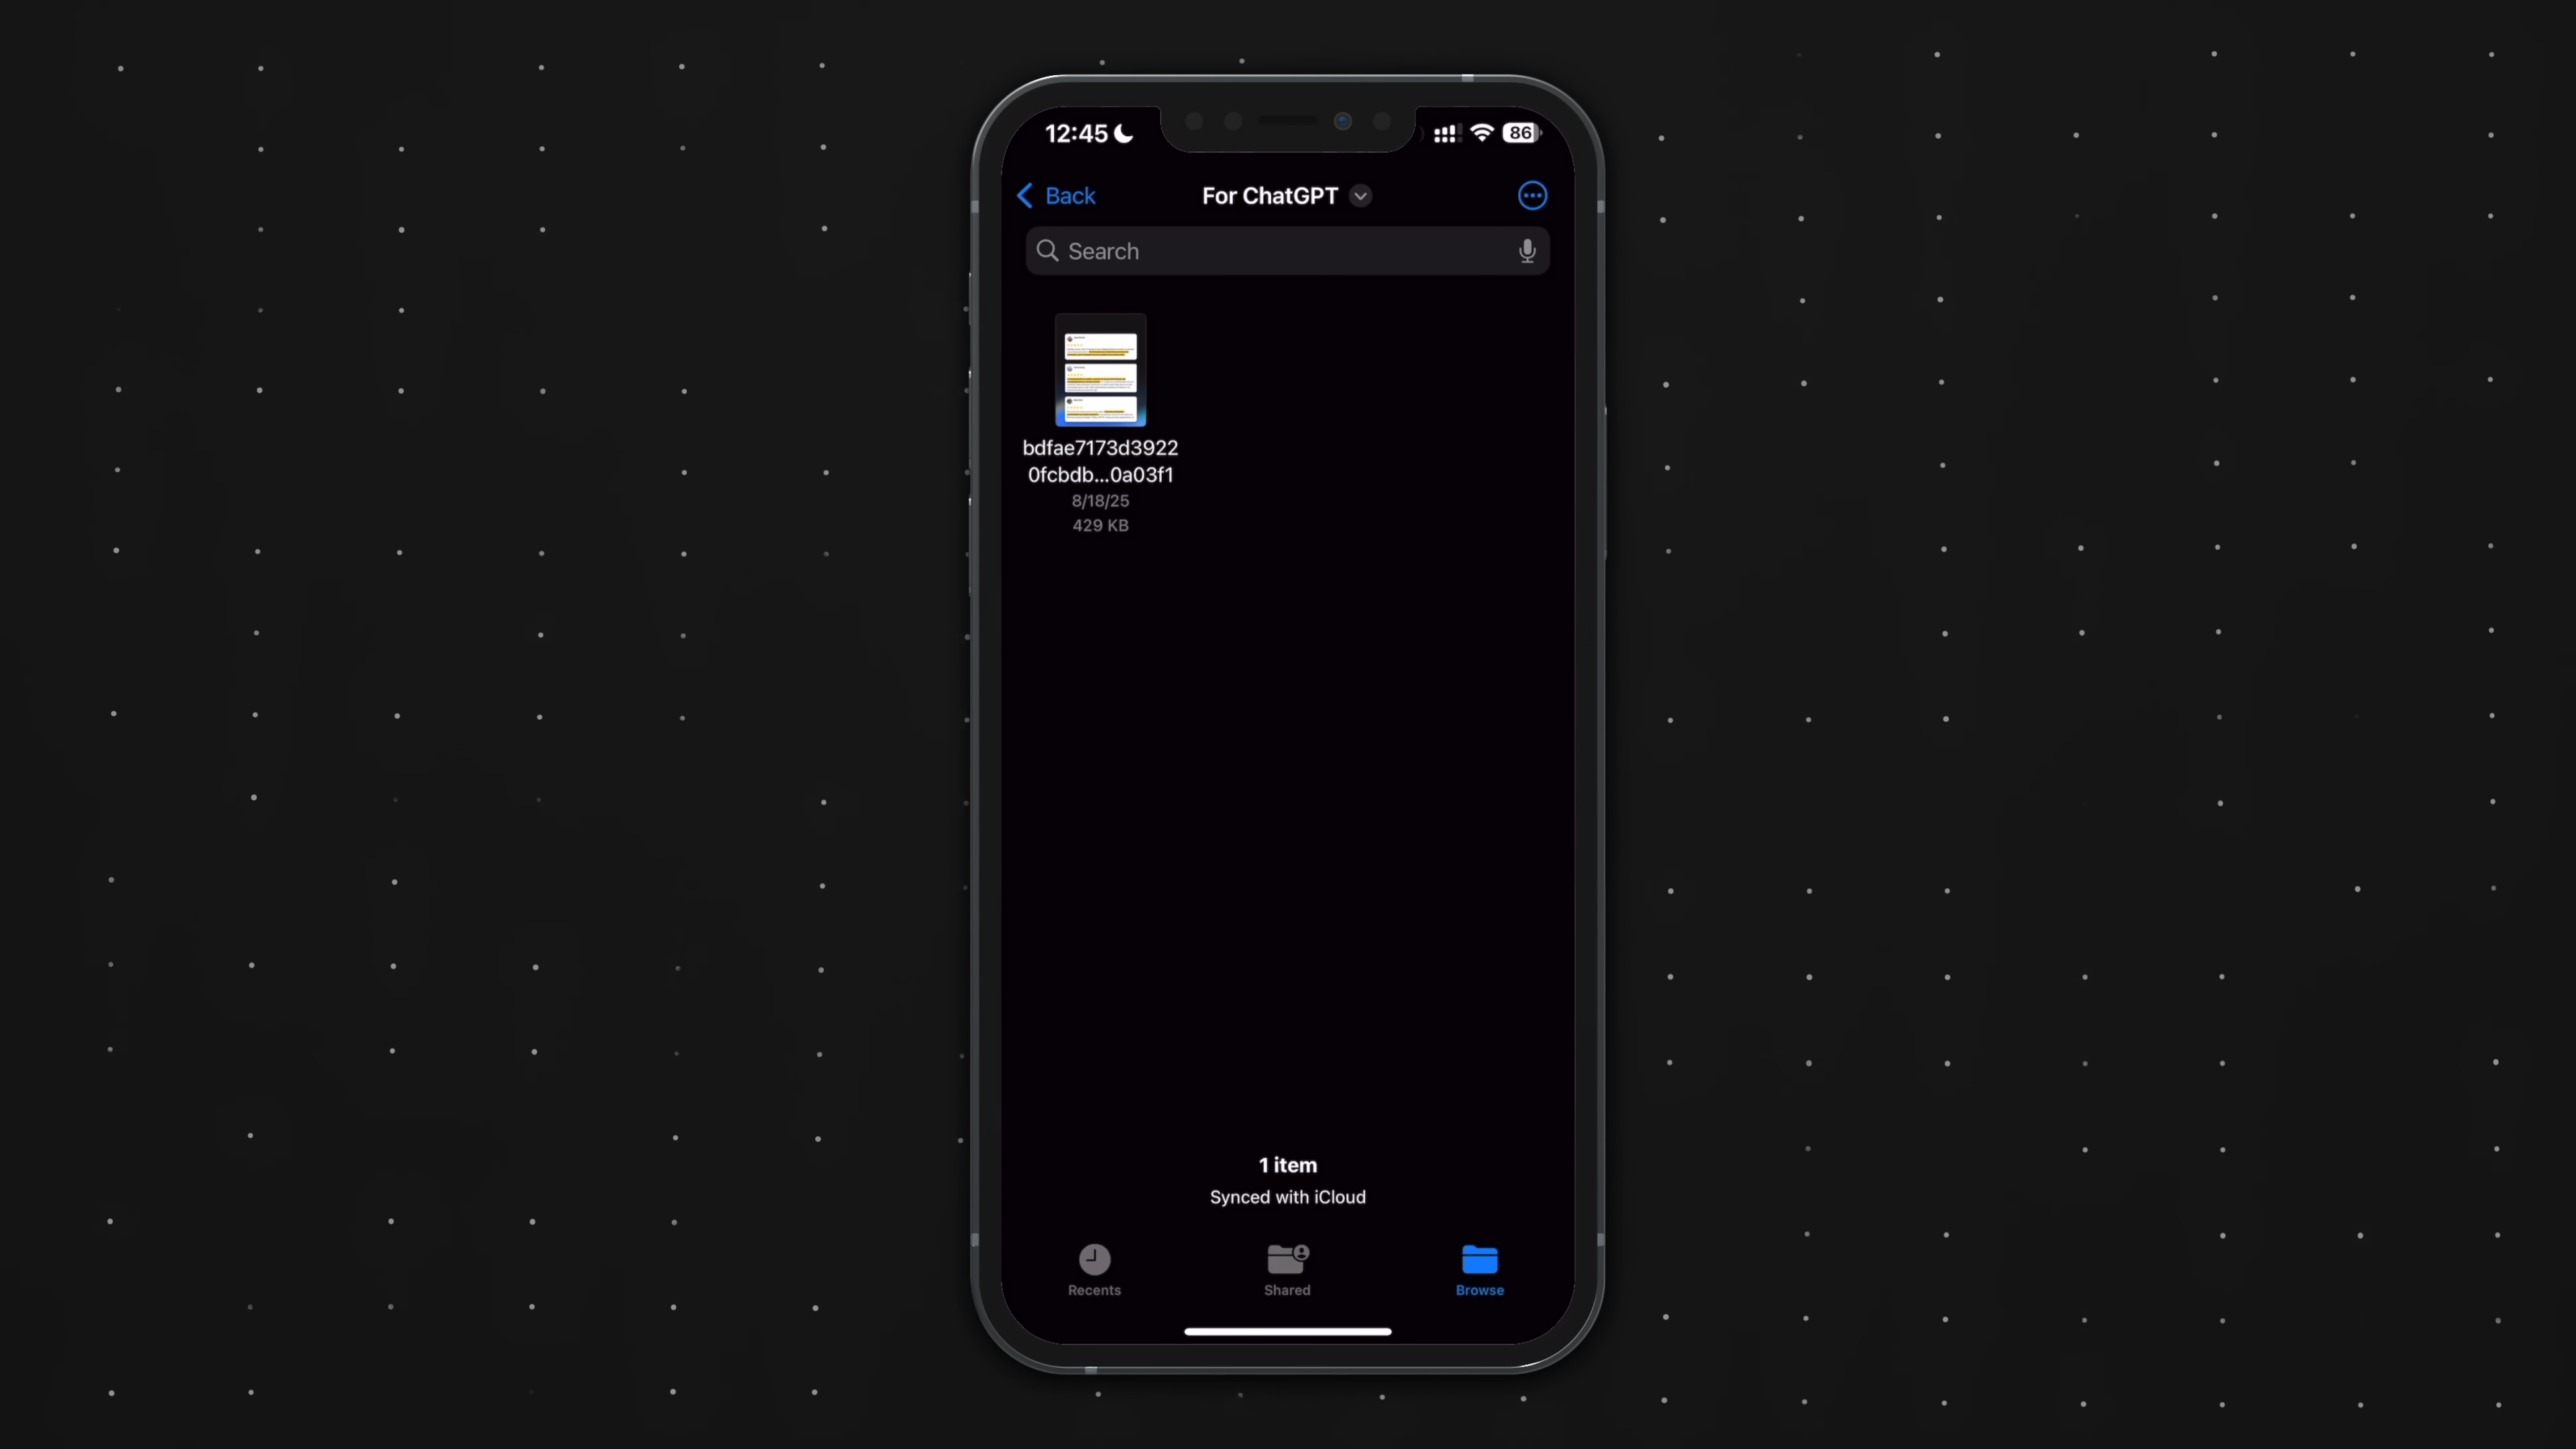 12:45
86
Back
For ChatGPT
Search
bdfae7173d3922
0fcbdb...0a03f1
8/18/25
429 KB
1 item
Synced with iCloud
Recents
Shared
Browse